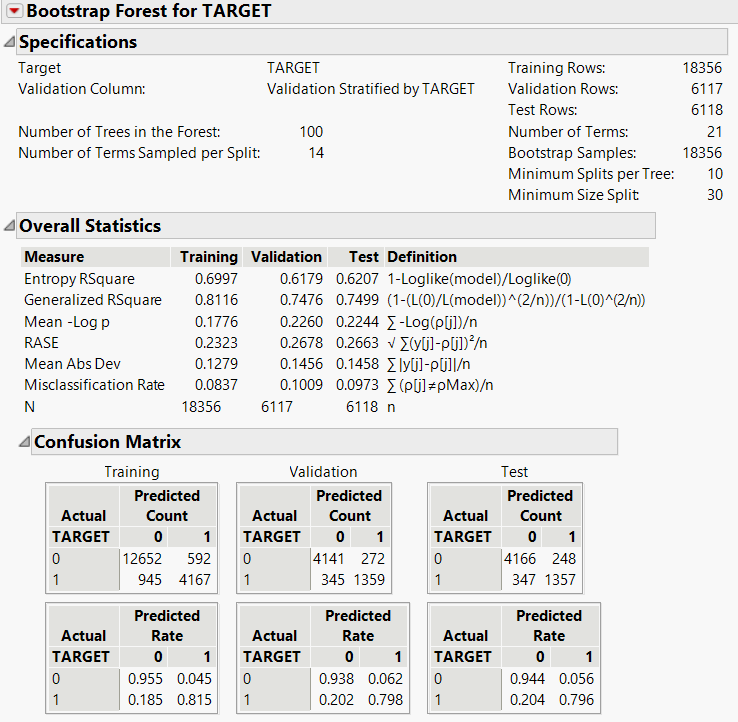 Bootstrap Forest for TARGET
Specifications
Target TARGET Training Rows: 18356
Validation Column: Validation Stratified by TARGET Validation Rows: 6117
Test Rows: 6118
Number of Trees in the Forest: 100 Number of Terms: 21
Number of Terms Sampled per Split: 14 Bootstrap Samples: 18356
Minimum Splits per Tree: 10
Minimum Size Split: 30
Overall Statistics
Measure Training Validation Test Definition
Entropy RSquare 0.6997 0.6179 0.6207 1-Loglike(model)/Loglike(0)
Generalized RSquare 0.8116 0.7476 0.7499 (1-(L(0)/L(model))^(2/n))/(1-L(0)^(2/n))
Mean -Log p 0.1776 0.2260 0.2244 ∑ -Log(ρ[j])/n
RASE 0.2323 0.2678 0.2663 √ ∑(y[j]-ρ[j])²/n
Mean Abs Dev 0.1279 0.1456 0.1458 ∑ |y[j]-ρ[j]|/n
Misclassification Rate 0.0837 0.1009 0.0973 ∑ (ρ[j]≠ρMax)/n
N 18356 6117 6118 n
Confusion Matrix
Training Validation Test
Predicted Predicted Predicted
Actual Count Actual Count Actual Count
TARGET 0 1 TARGET 0 1 TARGET 0 1
0 12652 592 0 4141 272 0 4166 248
1 945 4167 1 345 1359 1 347 1357
Predicted Predicted Predicted
Actual Rate Actual Rate Actual Rate
TARGET 0 1 TARGET 0 1 TARGET 0 1
0 0.955 0.045 0 0.938 0.062 0 0.944 0.056
1 0.185 0.815 1 0.202 0.798 1 0.204 0.796